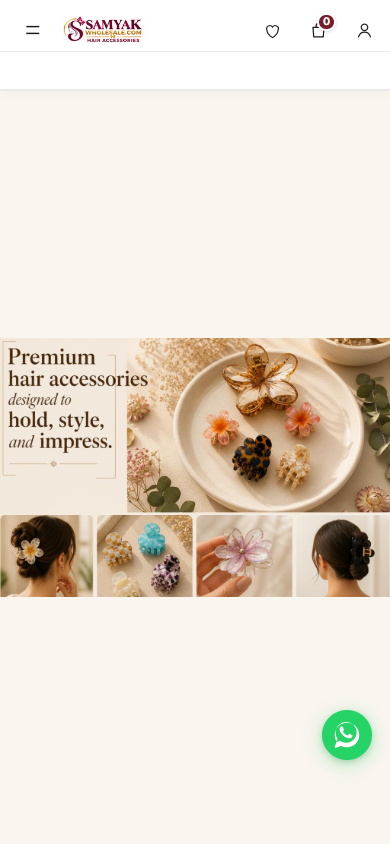 SAMYAK
WHOLESALE.COM
HAIR ACCESSORIES
0
Premium
hair accessories
designed to
hold, style,
and impress.